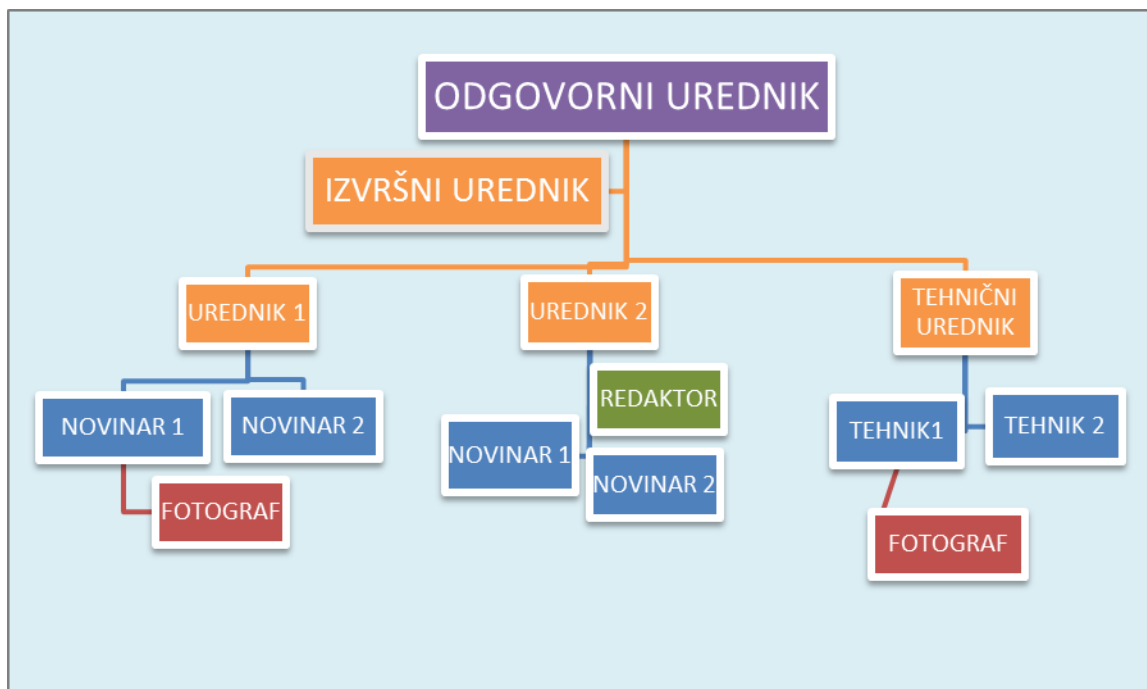 ODGOVORNI UREDNIK
IZVRŠNI UREDNIK
UREDNIK 1
UREDNIK 2
TEHNIČNI
UREDNIK
NOVINAR 1
NOVINAR 2
REDAKTOR
NOVINAR 1
NOVINAR 2
TEHNIK1
TEHNIK 2
FOTOGRAF
FOTOGRAF